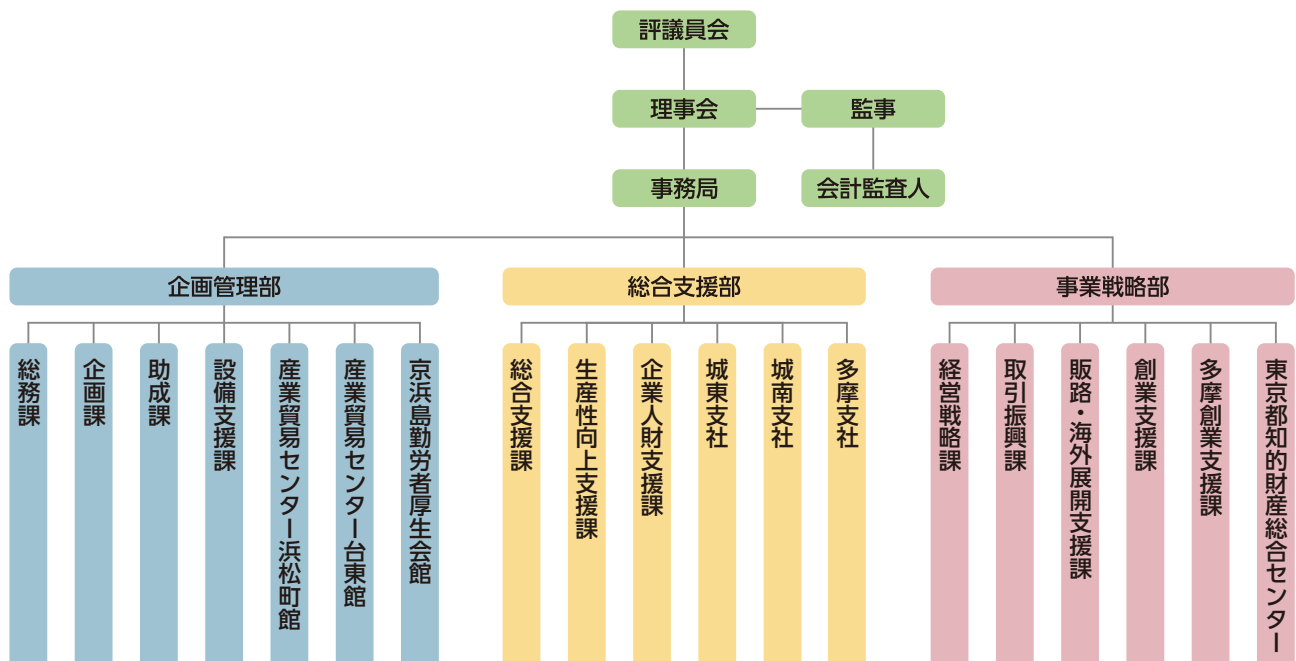 評議員会
理事会
監事
事務局
会計監査人
企画管理部
総合支援部
事業戦略部
総務課
企画課
助成課
設備支援課
産業貿易センター浜松町館
産業貿易センター台東館
京浜島勤労者厚生会館
総合支援課
生産性向上支援課
企業人財支援課
城東支社
城南支社
多摩支社
経営戦略課
取引振興課
販路・海外展開支援課
創業支援課
多摩創業支援課
東京都知的財産総合センター